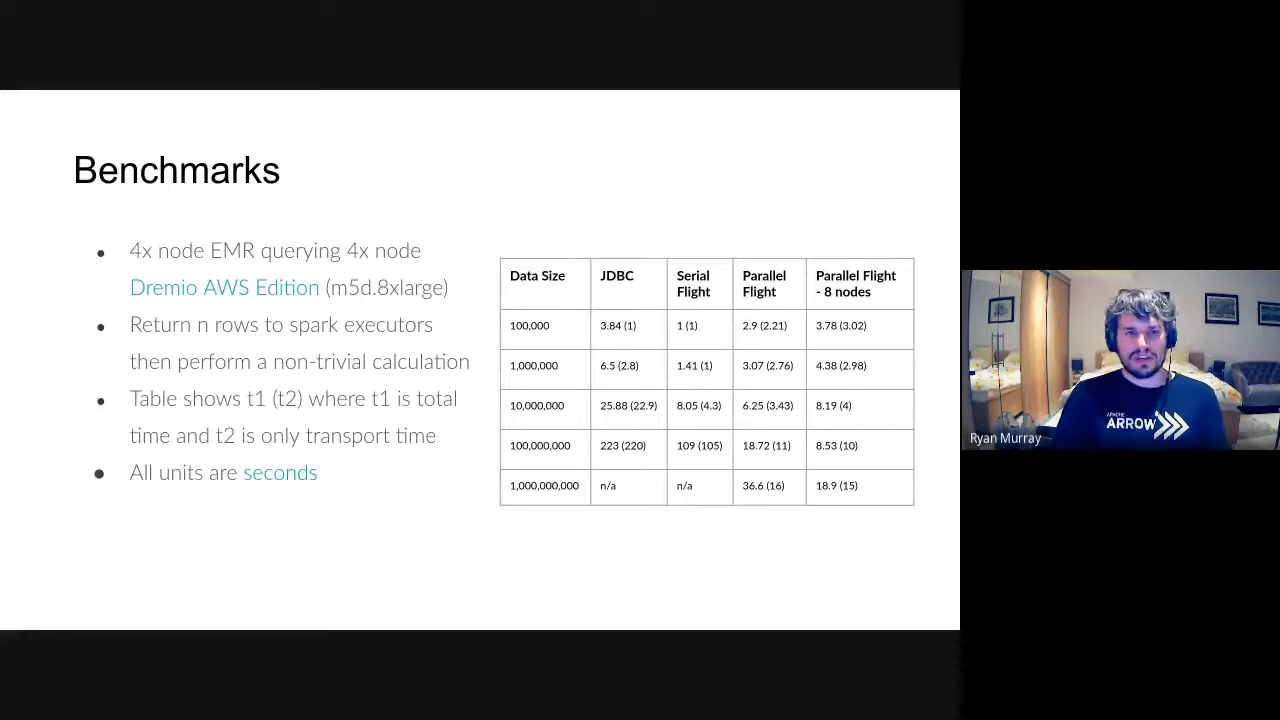 Benchmarks
● 4x node EMR querying 4x node
Dremio AWS Edition (m5d.8xlarge)
● Return n rows to spark executors
then perform a non-trivial calculation
● Table shows t1 (t2) where t1 is total
time and t2 is only transport time
● All units are seconds
Data Size JDBC Serial Flight Parallel Flight Parallel Flight - 8 nodes
100,000 3.84 (1) 1 (1) 2.9 (2.21) 3.78 (3.02)
1,000,000 6.5 (2.8) 1.41 (1) 3.07 (2.76) 4.38 (2.98)
10,000,000 25.88 (22.9) 8.05 (4.3) 6.25 (3.43) 8.19 (4)
100,000,000 223 (220) 109 (105) 18.72 (11) 8.53 (10)
1,000,000,000 n/a n/a 36.6 (16) 18.9 (15)
APACHE
ARROW
Ryan Murray